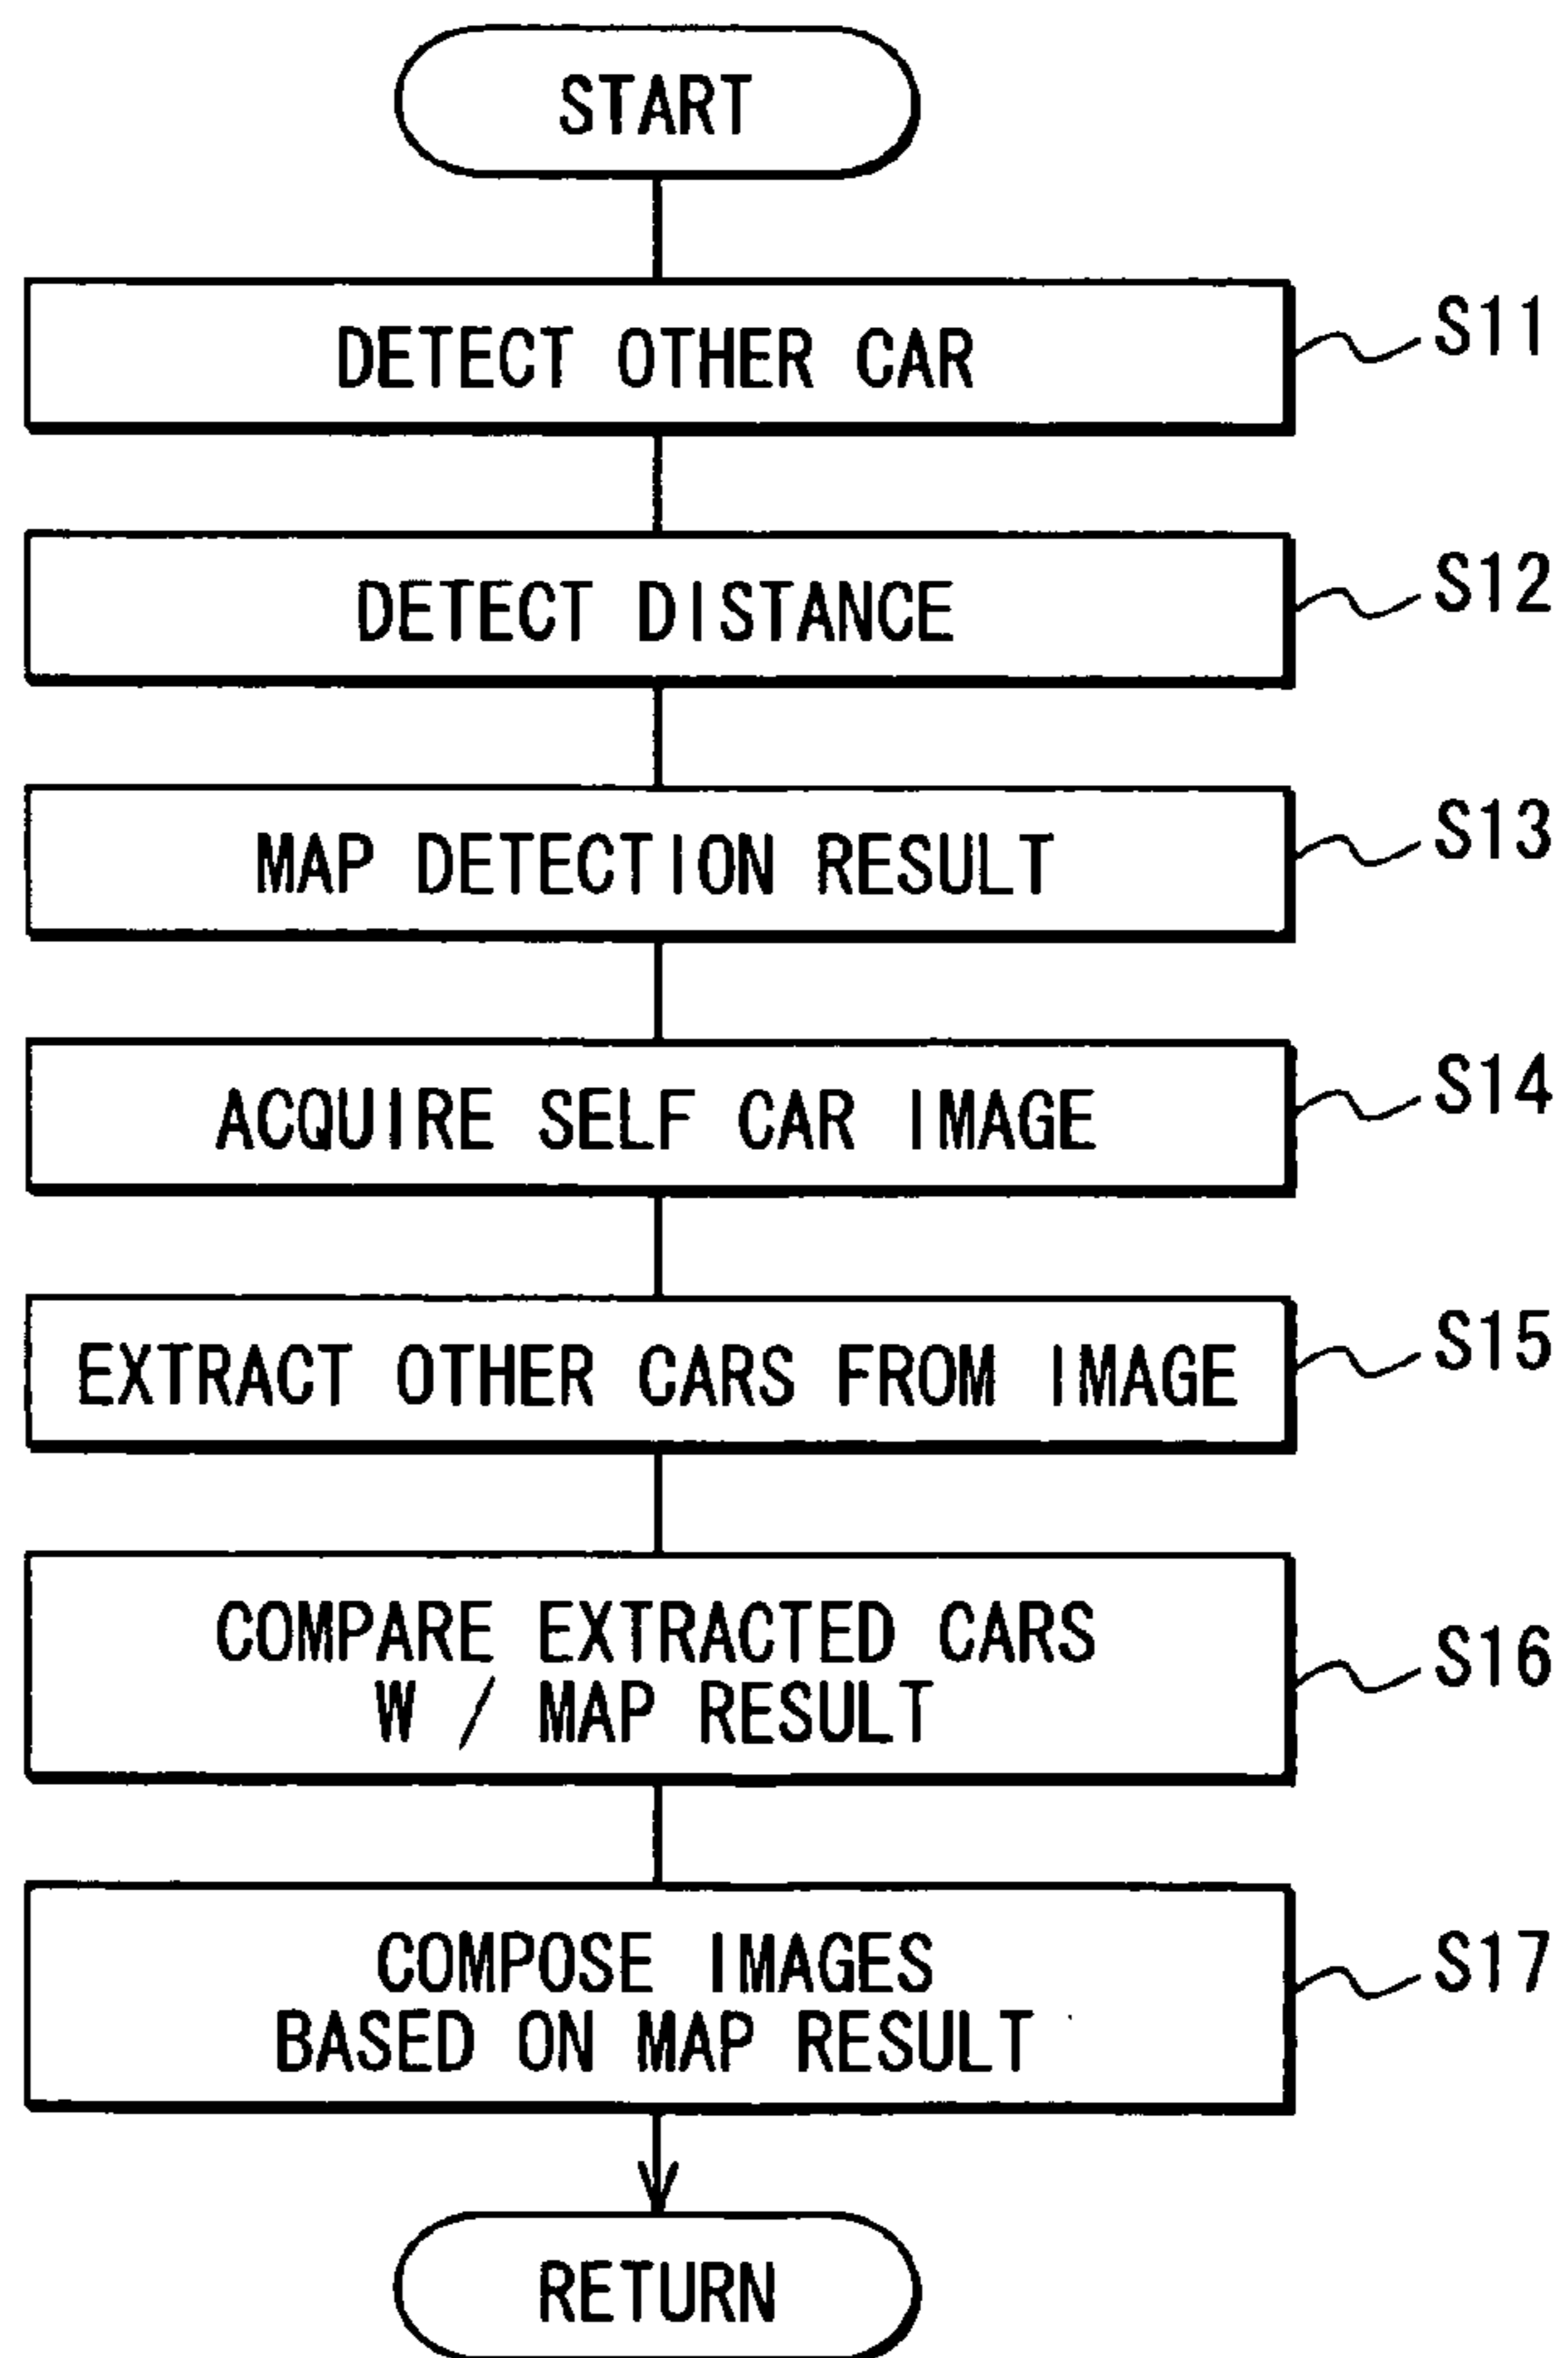 START
DETECT OTHER CAR
S11
DETECT DISTANCE
S12
MAP DETECTION RESULT
S13
ACQUIRE SELF CAR IMAGE
S14
EXTRACT OTHER CARS FROM IMAGE
S15
COMPARE EXTRACTED CARS
W / MAP RESULT
S16
COMPOSE IMAGES
BASED ON MAP RESULT
S17
RETURN